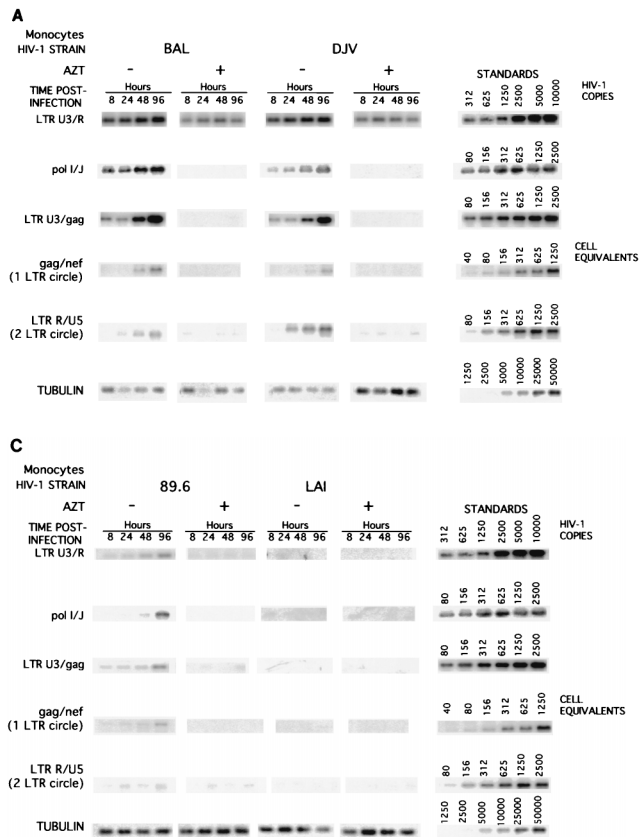 A
Monocytes
HIV-1 STRAIN BAL DJV
AZT - + - +
STANDARDS
TIME POST-INFECTION Hours Hours Hours Hours
8 24 48 96 8 24 48 96 8 24 48 96 8 24 48 96
312 625 1250 2500 5000 10000 HIV-1 COPIES
LTR U3/R
80 156 312 625 1250 2500
pol I/J
80 156 312 625 1250 2500
LTR U3/gag
40 80 156 312 625 1250 CELL EQUIVALENTS
gag/nef
(1 LTR circle)
80 156 312 625 1250 2500
LTR R/U5
(2 LTR circle)
1250 2500 5000 10000 25000 50000
TUBULIN
C
Monocytes
HIV-1 STRAIN 89.6 LAI
AZT - + - +
STANDARDS
TIME POST-INFECTION Hours Hours Hours Hours
8 24 48 96 8 24 48 96 8 24 48 96 8 24 48 96
312 625 1250 2500 5000 10000 HIV-1 COPIES
LTR U3/R
80 156 312 625 1250 2500
pol I/J
80 156 312 625 1250 2500
LTR U3/gag
40 80 156 312 625 1250 CELL EQUIVALENTS
gag/nef
(1 LTR circle)
80 156 312 625 1250 2500
LTR R/U5
(2 LTR circle)
1250 2500 5000 10000 25000 50000
TUBULIN